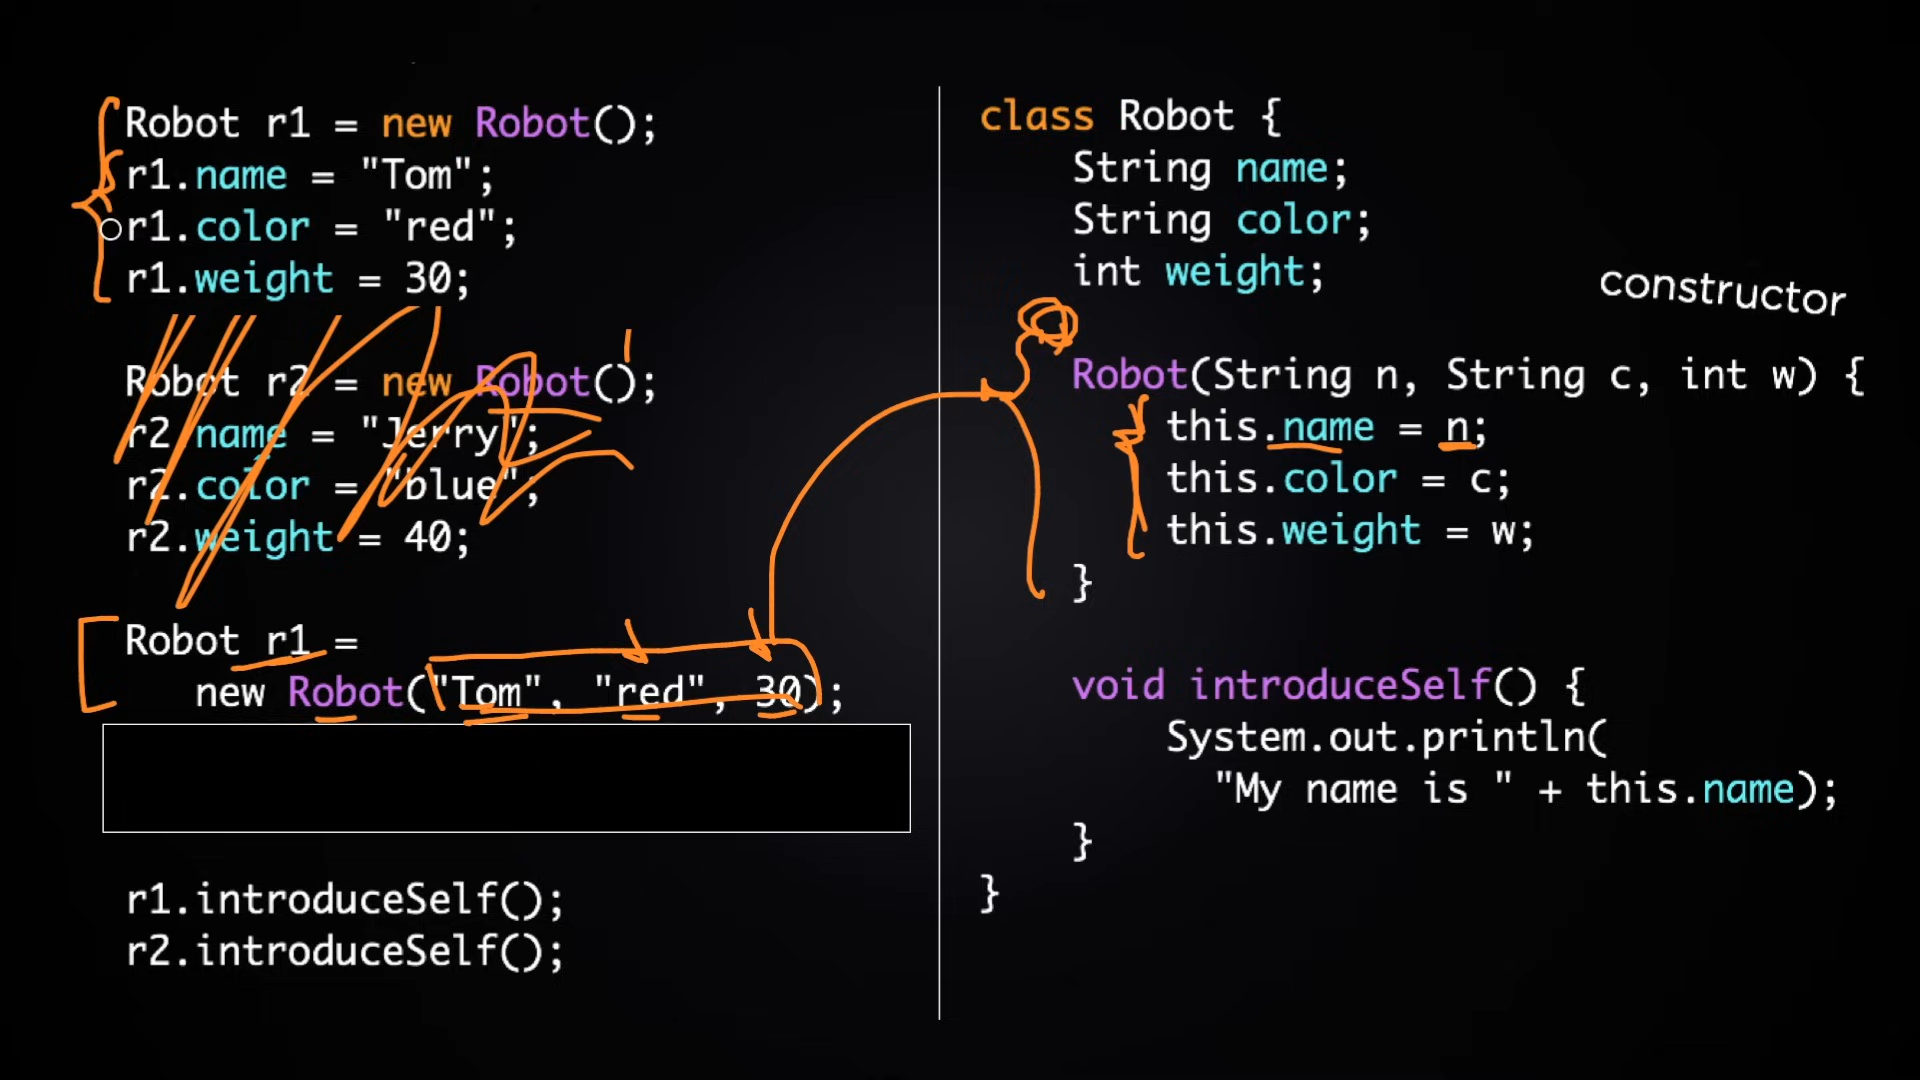 Robot r1 = new Robot();
r1.name = "Tom";
r1.color = "red";
r1.weight = 30;
Robot r2 = new Robot();
r2.name = "Jerry";
r2.color = "blue";
r2.weight = 40;
Robot r1 =
new Robot("Tom", "red", 30);
r1.introduceSelf();
r2.introduceSelf();
class Robot {
String name;
String color;
int weight;
constructor
Robot(String n, String c, int w) {
this.name = n;
this.color = c;
this.weight = w;
}
void introduceSelf() {
System.out.println(
"My name is " + this.name);
}
}